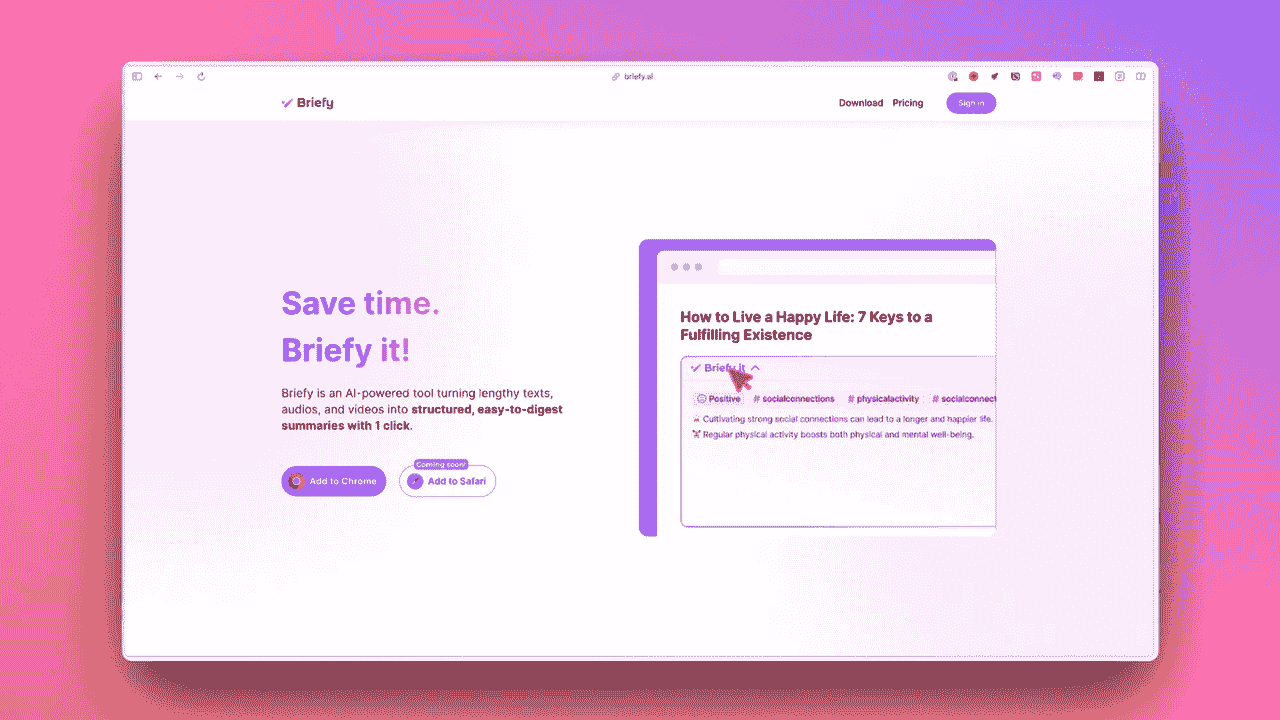 briefy.ai
Briefy
Download Pricing Sign in
Save time.
Briefy it!
Briefy is an AI-powered tool turning lengthy texts,
audios, and videos into structured, easy-to-digest
summaries with 1 click.
Coming soon!
Add to Chrome Add to Safari
How to Live a Happy Life: 7 Keys to a
Fulfilling Existence
Briefy it
Positive # socialconnections # physicalactivity # socialconnect
Cultivating strong social connections can lead to a longer and happier life.
Regular physical activity boosts both physical and mental well-being.